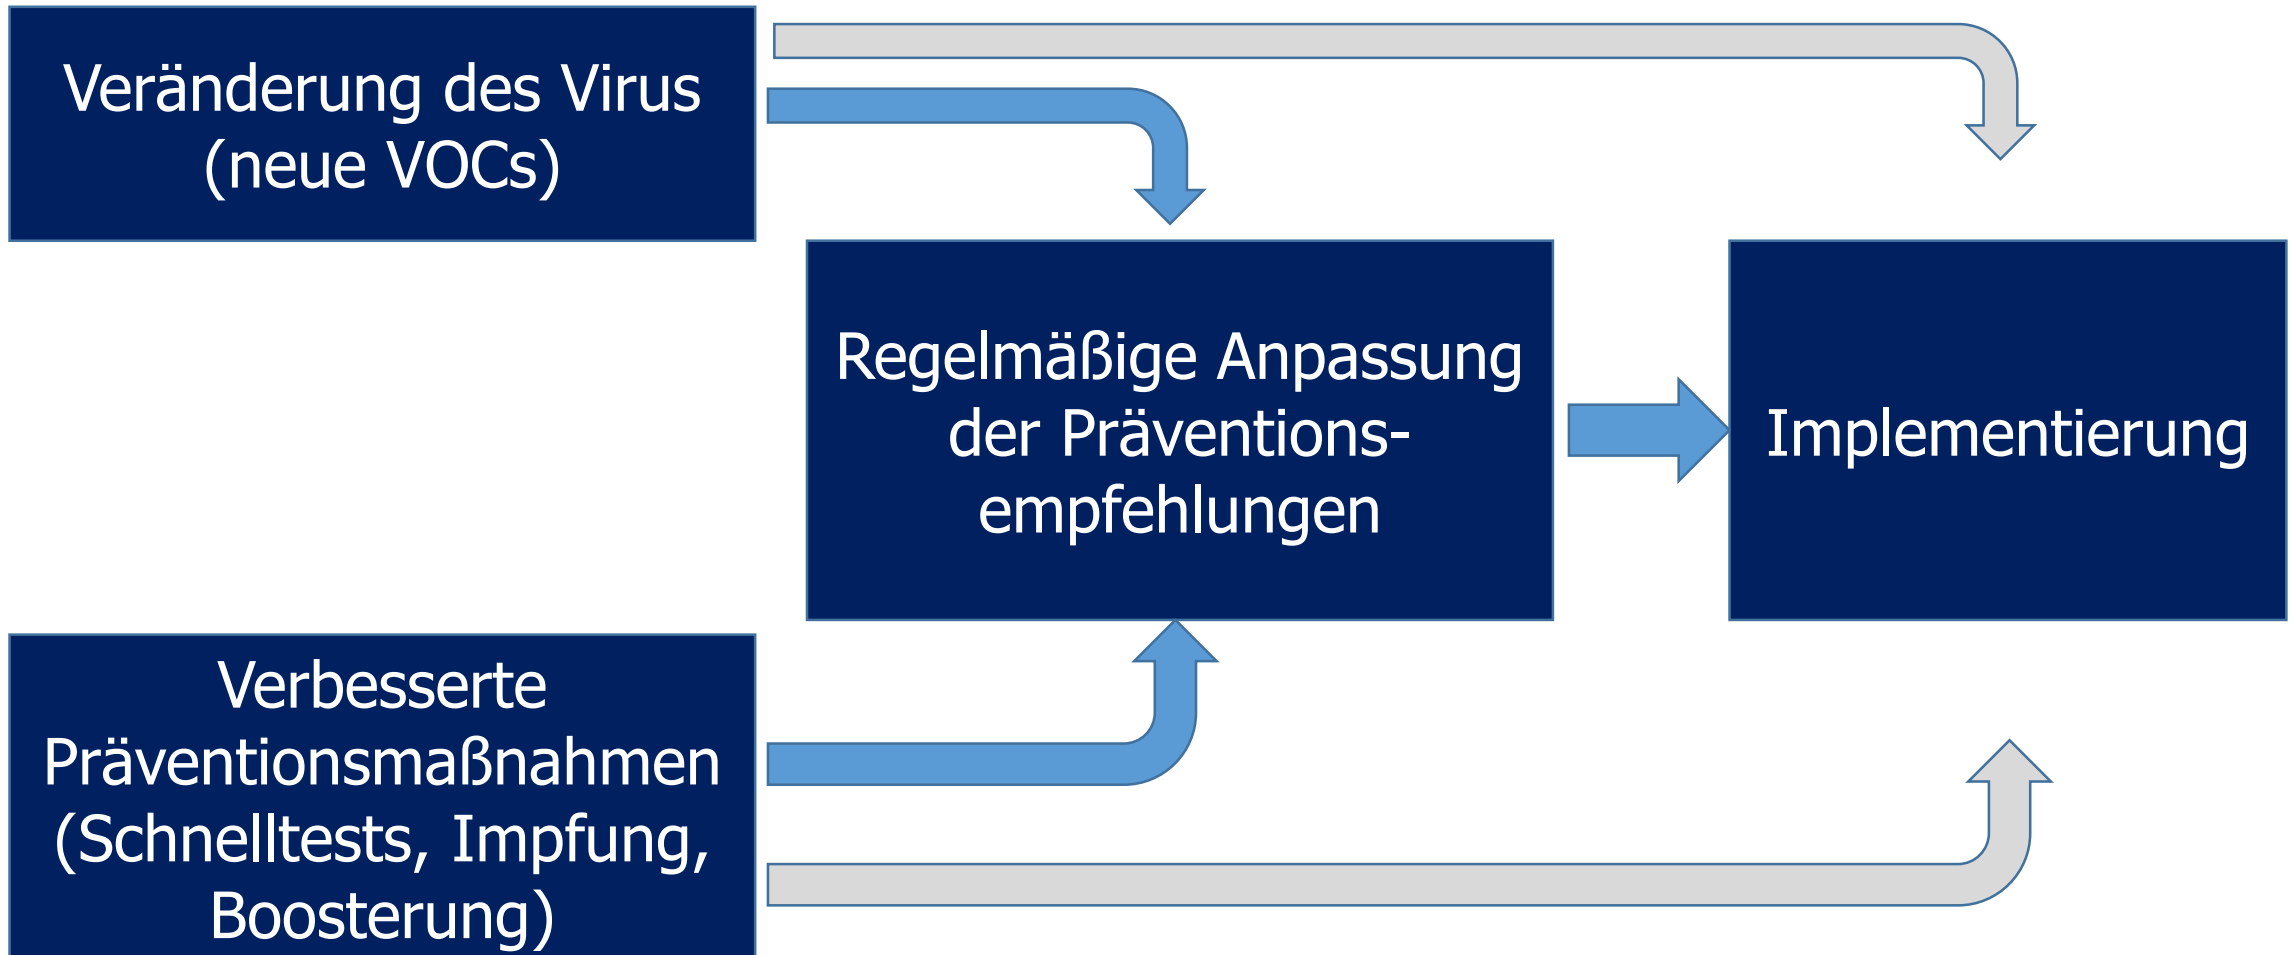 Veränderung des Virus
(neue VOCs)
Regelmäßige Anpassung
der Präventions-
empfehlungen
Implementierung
Verbesserte
Präventionsmaßnahmen
(Schnelltests, Impfung,
Boosterung)